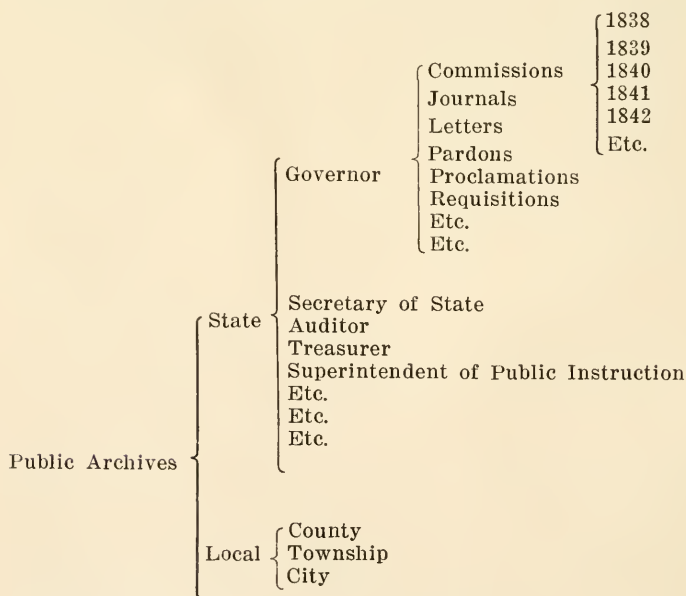 1838
1839
Commissions 1840
Journals 1841
Letters 1842
Pardons Etc.
Governor Proclamations
Requisitions
Etc.
Etc.
Secretary of State
State Auditor
Treasurer
Superintendent of Public Instruction
Etc.
Etc.
Etc.
Public Archives
County
Local Township
City